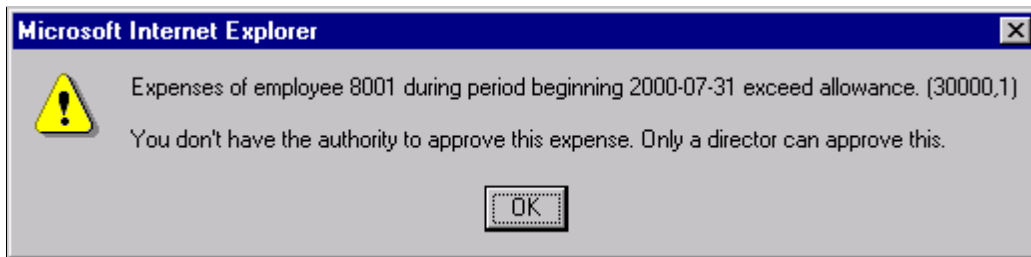 Microsoft Internet Explorer
Expenses of employee 8001 during period beginning 2000-07-31 exceed allowance. (30000,1)
You don't have the authority to approve this expense. Only a director can approve this.
OK